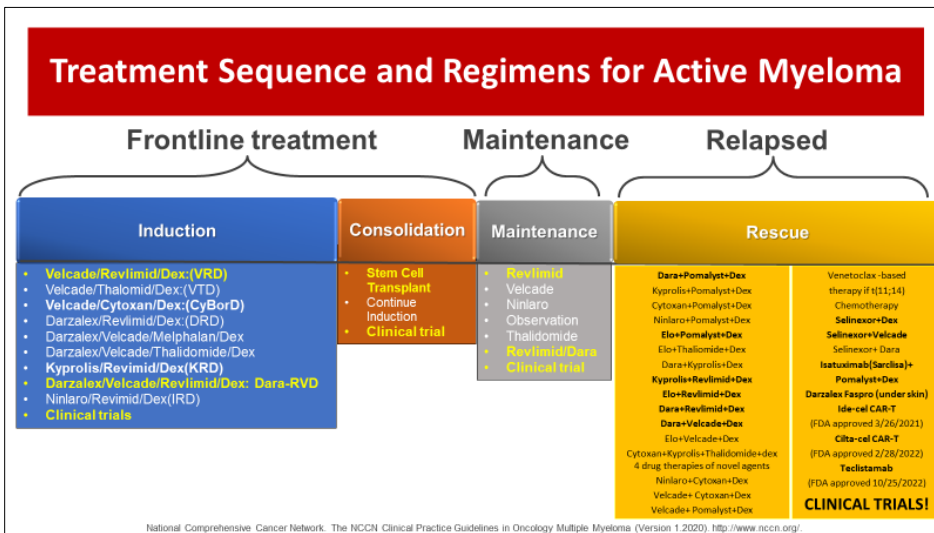 Treatment Sequence and Regimens for Active Myeloma
Frontline treatment
Maintenance
Relapsed
Induction
• Velcade/Revlimid/Dex:(VRD)
• Velcade/Thalomid/Dex:(VTD)
• Velcade/Cytoxan/Dex:(CyBorD)
• Darzalex/Revlimid/Dex:(DRD)
• Darzalex/Velcade/Melphalan/Dex
• Darzalex/Velcade/Thalidomide/Dex
• Kyprolis/Revimid/Dex(KRD)
• Darzalex/Velcade/Revlimid/Dex: Dara-RVD
• Ninlaro/Revimid/Dex(IRD)
• Clinical trials
Consolidation
• Stem Cell
Transplant
• Continue
Induction
• Clinical trial
Maintenance
• Revlimid
• Velcade
• Ninlaro
• Observation
• Thalidomide
• Revlimid/Dara
• Clinical trial
Rescue
Dara+Pomalyst+Dex
Kyprolis+Pomalyst+Dex
Cytoxan+Pomalyst+Dex
Ninlaro+Pomalyst+Dex
Elo+Pomalyst+Dex
Elo+Thaliomide+Dex
Dara+Kyprolis+Dex
Kyprolis+Revlimid+Dex
Elo+Revlimid+Dex
Dara+Revlimid+Dex
Dara+Velcade+Dex
Elo+Velcade+Dex
Cytoxan+Kyprolis+Thalidomide+dex
4 drug therapies of novel agents
Ninlaro+Cytoxan+Dex
Velcade+ Cytoxan+Dex
Velcade+ Pomalyst+Dex
Venetoclax -based
therapy if t(11;14)
Chemotherapy
Selinexor+Dex
Selinexor+Velcade
Selinexor+ Dara
Isatuximab(Sarclisa)+
Pomalyst+Dex
Darzalex Faspro (under skin)
Ide-cel CAR-T
(FDA approved 3/26/2021)
Cilta-cel CAR-T
(FDA approved 2/28/2022)
Teclistamab
(FDA approved 10/25/2022)
CLINICAL TRIALS!
National Comprehensive Cancer Network. The NCCN Clinical Practice Guidelines in Oncology Multiple Myeloma (Version 1.2020). http://www.nccn.org/.